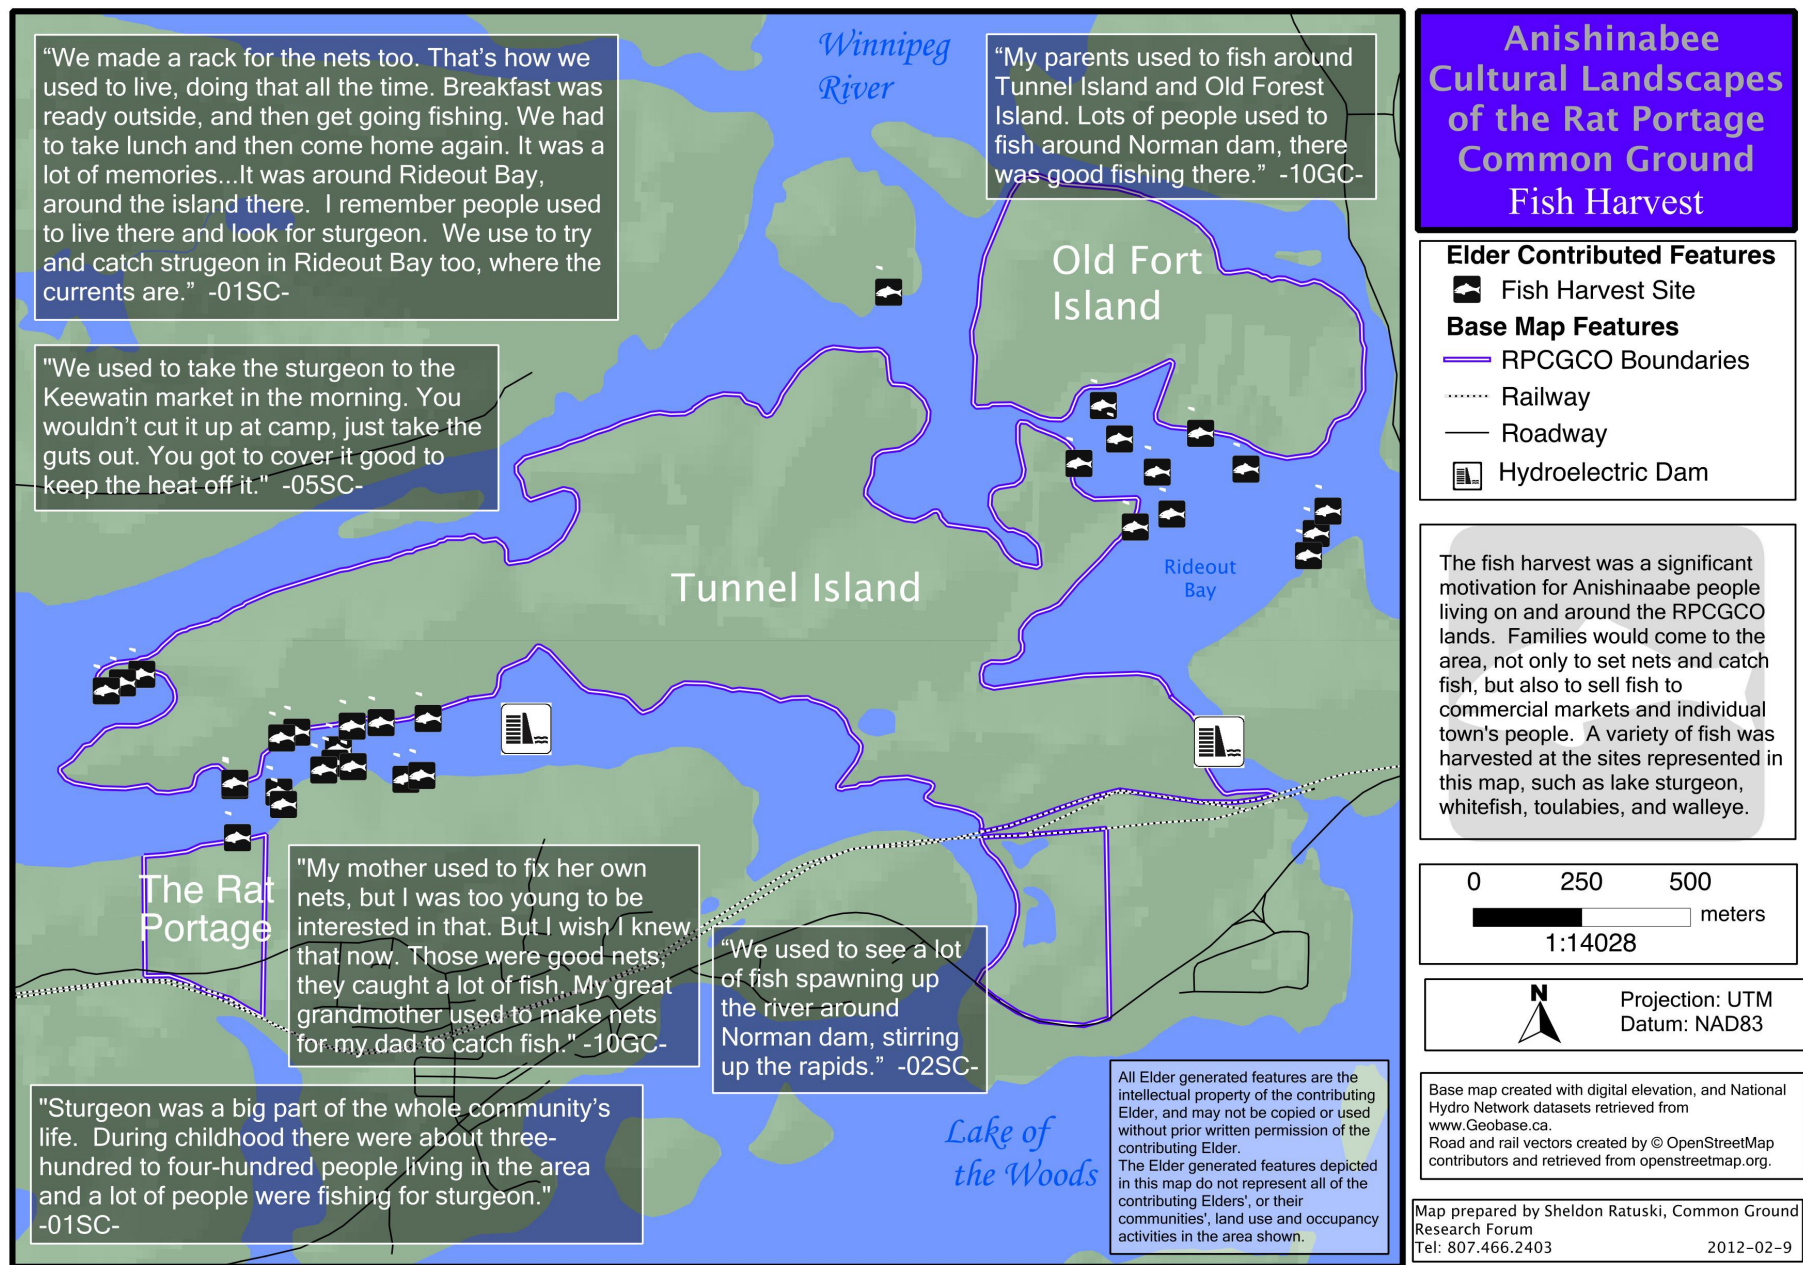 “We made a rack for the nets too. That’s how we
used to live, doing that all the time. Breakfast was
ready outside, and then get going fishing. We had
to take lunch and then come home again. It was a
lot of memories...It was around Rideout Bay,
around the island there.  I remember people used
to live there and look for sturgeon.  We use to try
and catch strugeon in Rideout Bay too, where the
currents are.”  -01SC-
Winnipeg
River
“My parents used to fish around
Tunnel Island and Old Forest
Island. Lots of people used to
fish around Norman dam, there
was good fishing there.”  -10GC-
"We used to take the sturgeon to the
Keewatin market in the morning. You
wouldn’t cut it up at camp, just take the
guts out. You got to cover it good to
keep the heat off it."  -05SC-
Old Fort
Island
Tunnel Island
Rideout
Bay
The Rat
Portage
"My mother used to fix her own
nets, but I was too young to be
interested in that. But I wish I knew
that now. Those were good nets,
they caught a lot of fish. My great
grandmother used to make nets
for my dad to catch fish." -10GC-
“We used to see a lot
of fish spawning up
the river around
Norman dam, stirring
up the rapids.”  -02SC-
"Sturgeon was a big part of the whole community’s
life.  During childhood there were about three-
hundred to four-hundred people living in the area
and a lot of people were fishing for sturgeon."
-01SC-
Lake of
the Woods
All Elder generated features are the
intellectual property of the contributing
Elder, and may not be copied or used
without prior written permission of the
contributing Elder.
The Elder generated features depicted
in this map do not represent all of the
contributing Elders', or their
communities', land use and occupancy
activities in the area shown.
Anishinabee
Cultural Landscapes
of the Rat Portage
Common Ground
Fish Harvest
Elder Contributed Features
Fish Harvest Site
Base Map Features
RPCGCO Boundaries
Railway
Roadway
Hydroelectric Dam
The fish harvest was a significant
motivation for Anishinaabe people
living on and around the RPCGCO
lands.  Families would come to the
area, not only to set nets and catch
fish, but also to sell fish to
commercial markets and individual
town's people.  A variety of fish was
harvested at the sites represented in
this map, such as lake sturgeon,
whitefish, toulabies, and walleye.
0 250 500
meters
1:14028
N
Projection: UTM
Datum: NAD83
Base map created with digital elevation, and National
Hydro Network datasets retrieved from
www.Geobase.ca.
Road and rail vectors created by © OpenStreetMap
contributors and retrieved from openstreetmap.org.
Map prepared by Sheldon Ratuski, Common Ground
Research Forum
Tel: 807.466.2403 2012-02-9